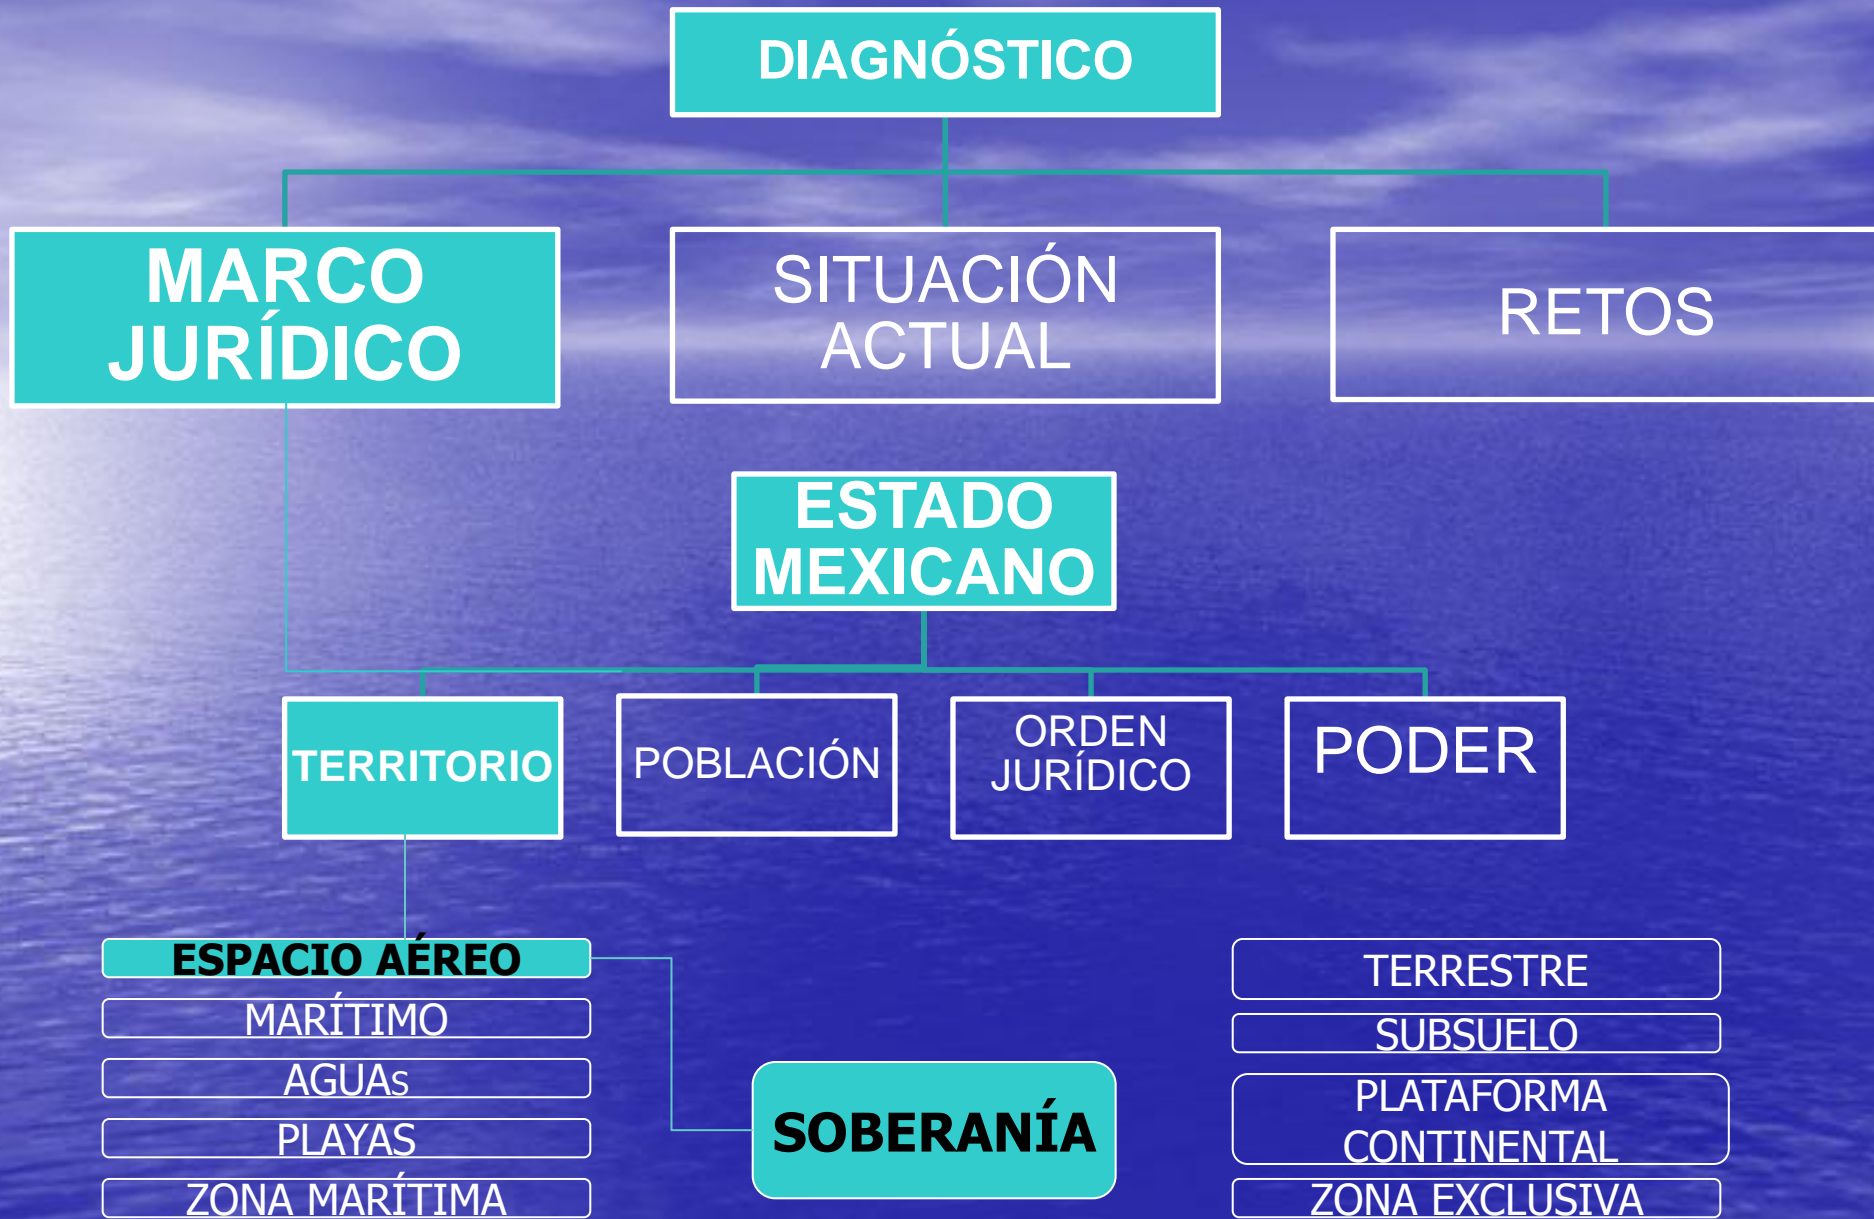 DIAGNÓSTICO
MARCO
JURÍDICO
SITUACIÓN
ACTUAL
RETOS
ESTADO
MEXICANO
TERRITORIO
POBLACIÓN
ORDEN
JURÍDICO
PODER
ESPACIO AÉREO
MARÍTIMO
AGUAs
PLAYAS
ZONA MARÍTIMA
SOBERANÍA
TERRESTRE
SUBSUELO
PLATAFORMA
CONTINENTAL
ZONA EXCLUSIVA